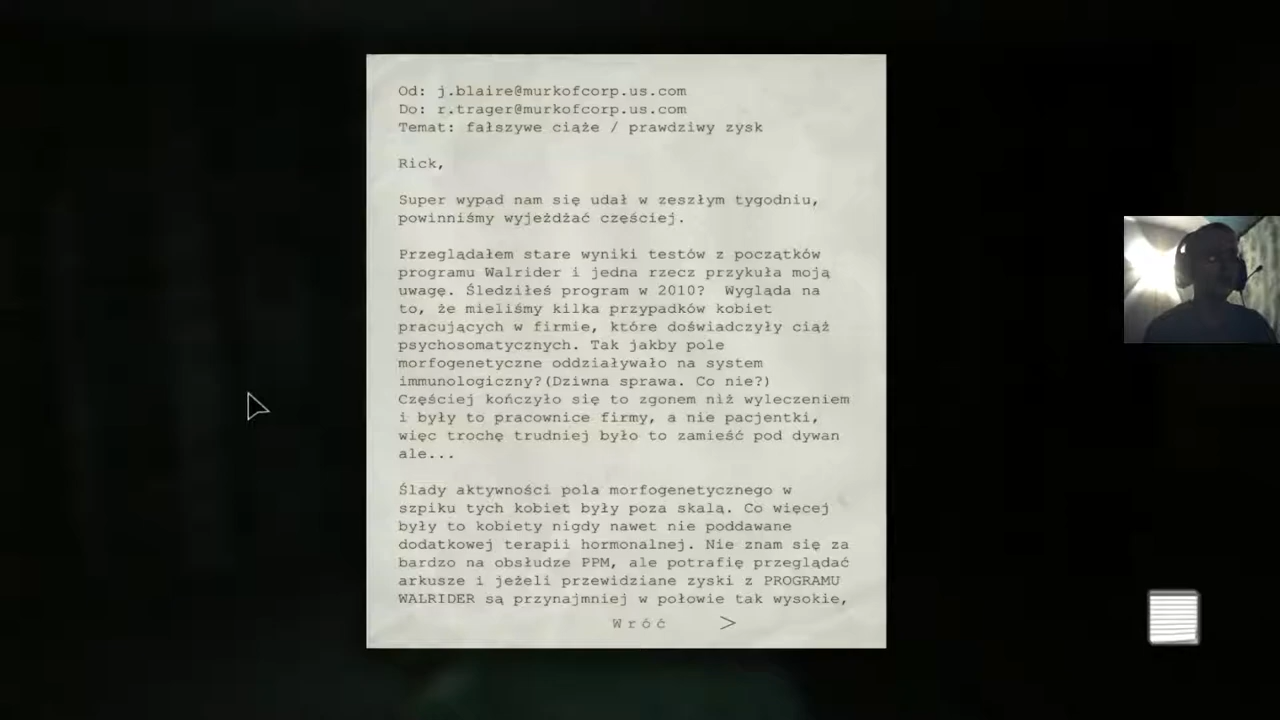 Od: j.blaire@murkofcorp.us.com
Do: r.trager@murkofcorp.us.com
Temat: fałszywe ciąże / prawdziwy zysk
Rick,
Super wypad nam się udał w zeszłym tygodniu,
powinniśmy wyjeżdżać częściej.
Przeglądałem stare wyniki testów z początków
programu Walrider i jedna rzecz przykuła moją
uwagę. Śledziłeś program w 2010?  Wygląda na
to, że mieliśmy kilka przypadków kobiet
pracujących w firmie, które doświadczyły ciąż
psychosomatycznych. Tak jakby pole
morfogenetyczne oddziaływało na system
immunologiczny?(Dziwna sprawa. Co nie?)
Częściej kończyło się to zgonem niż wyleczeniem
i były to pracownice firmy, a nie pacjentki,
więc trochę trudniej było to zamieść pod dywan
ale...
Ślady aktywności pola morfogenetycznego w
szpiku tych kobiet były poza skalą. Co więcej
były to kobiety nigdy nawet nie poddawane
dodatkowej terapii hormonalnej. Nie znam się za
bardzo na obsłudze PPM, ale potrafię przeglądać
arkusze i jeżeli przewidziane zyski z PROGRAMU
WALRIDER są przynajmniej w połowie tak wysokie,
Wróć >